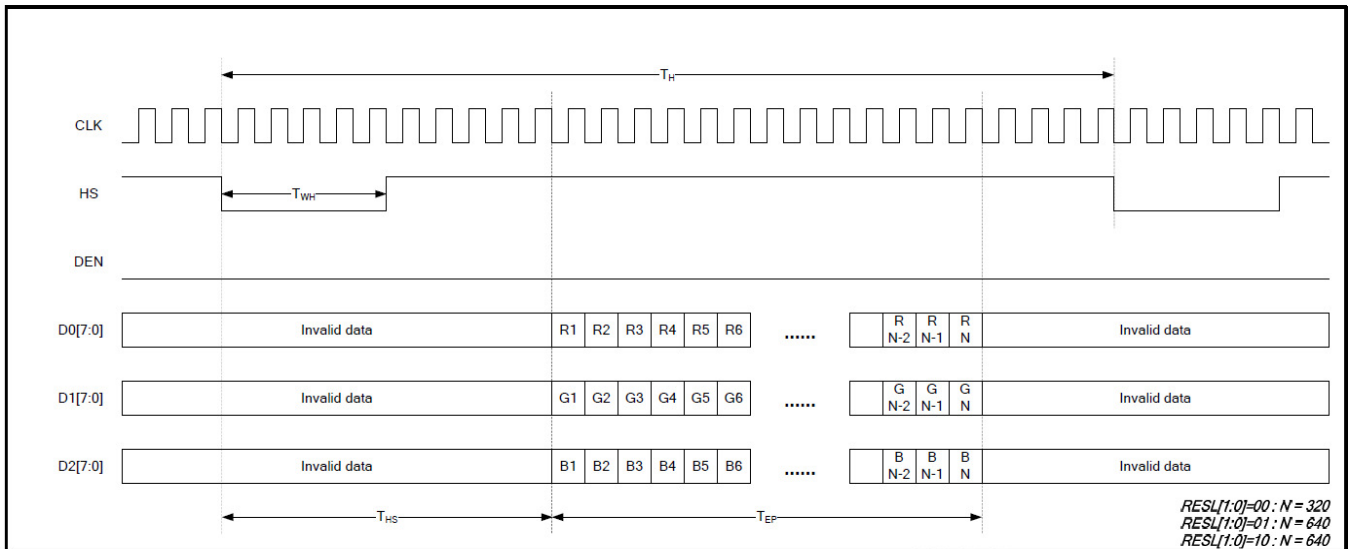 TH
CLK
HS
TWH
DEN
D0[7:0] Invalid data R1 R2 R3 R4 R5 R6 ...... R N-2 R N-1 R N Invalid data
D1[7:0] Invalid data G1 G2 G3 G4 G5 G6 ...... G N-2 G N-1 G N Invalid data
D2[7:0] Invalid data B1 B2 B3 B4 B5 B6 ...... B N-2 B N-1 B N Invalid data
THS TEP
RESL[1:0]=00 : N = 320
RESL[1:0]=01 : N = 640
RESL[1:0]=10 : N = 640